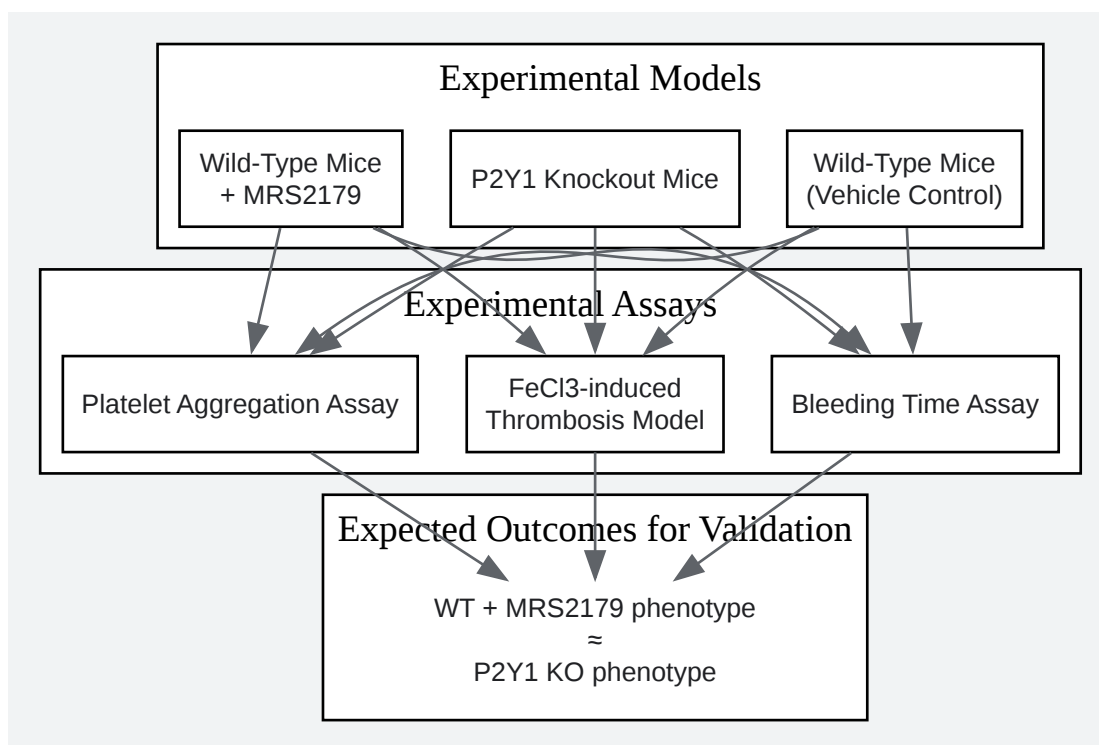 Experimental Models
Wild-Type Mice
+ MRS2179
P2Y1 Knockout Mice
Wild-Type Mice
(Vehicle Control)
Experimental Assays
Platelet Aggregation Assay
FeCl3-induced
Thrombosis Model
Bleeding Time Assay
Expected Outcomes for Validation
WT + MRS2179 phenotype
≈
P2Y1 KO phenotype